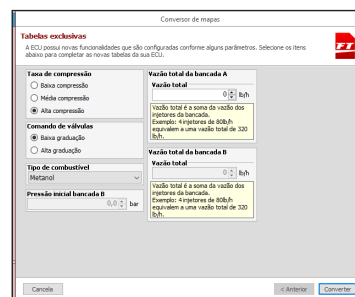 Conversor de mapas
Tabelas exclusivas
A ECU possui novas funcionalidades que são configuradas conforme alguns parâmetros. Selecione os itens
abaixo para completar as novas tabelas da sua ECU.
FT
Taxa de compressão
Baixa compressão
Média compressão
Alta compressão
Comando de válvulas
Baixa graduação
Alta graduação
Tipo de combustível
Metanol
Pressão inicial bancada B
0,0 bar
Vazão total da bancada A
Vazão total
0 lb/h
Vazão total é a soma da vazão dos
injetores da bancada.
Exemplo: 4 injetores de 80lb/h
equivalem a uma vazão total de 320
lb/h.
Vazão total da bancada B
Vazão total
0 lb/h
Vazão total é a soma da vazão dos
injetores da bancada.
Exemplo: 4 injetores de 80lb/h
equivalem a uma vazão total de 320
lb/h.
Cancela
< Anterior
Converter